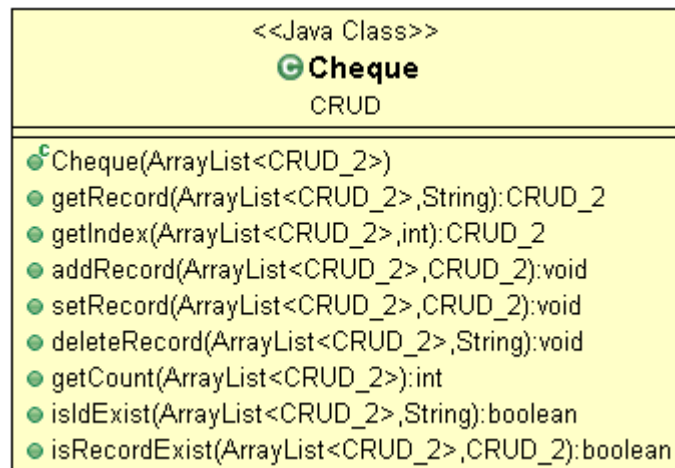 <<Java Class>>
C Cheque
CRUD
c Cheque(ArrayList<CRUD_2>)
getRecord(ArrayList<CRUD_2>,String):CRUD_2
getIndex(ArrayList<CRUD_2>,int):CRUD_2
addRecord(ArrayList<CRUD_2>,CRUD_2):void
setRecord(ArrayList<CRUD_2>,CRUD_2):void
deleteRecord(ArrayList<CRUD_2>,String):void
getCount(ArrayList<CRUD_2>):int
isIdExist(ArrayList<CRUD_2>,String):boolean
isRecordExist(ArrayList<CRUD_2>,CRUD_2):boolean